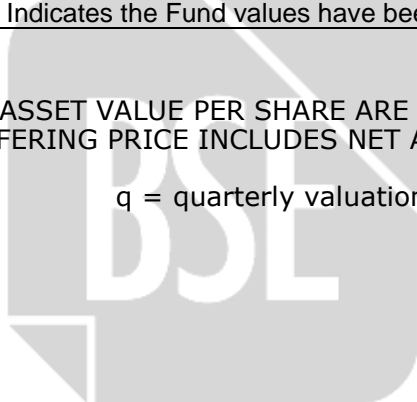 Indicates the Fund values have bee
ASSET VALUE PER SHARE ARE
FERING PRICE INCLUDES NET A
q = quarterly valuation
BSE